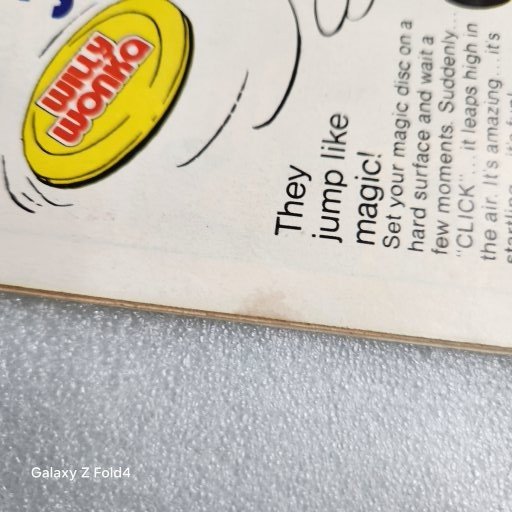 WILLY
WONKA
They
jump like
magic!
Set your magic disc on a
hard surface and wait a
few moments. Suddenly...
"CLICK"...it leaps high in
the air. It's amazing...it's
Galaxy Z Fold4